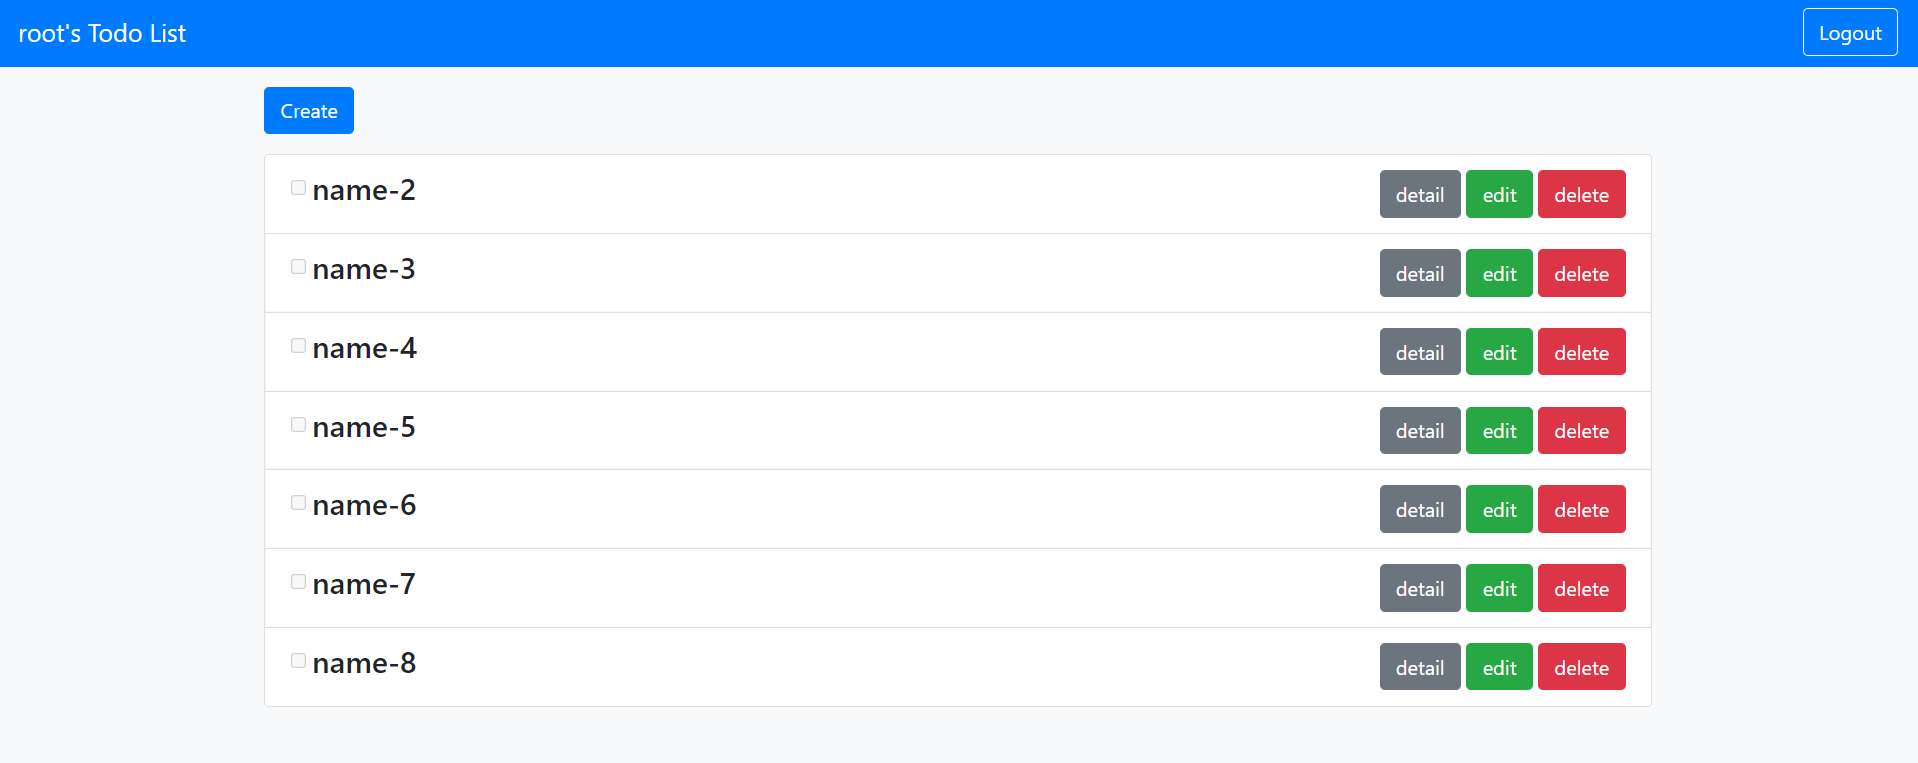 root's Todo List Logout
Create
name-2 detail edit delete
name-3 detail edit delete
name-4 detail edit delete
name-5 detail edit delete
name-6 detail edit delete
name-7 detail edit delete
name-8 detail edit delete